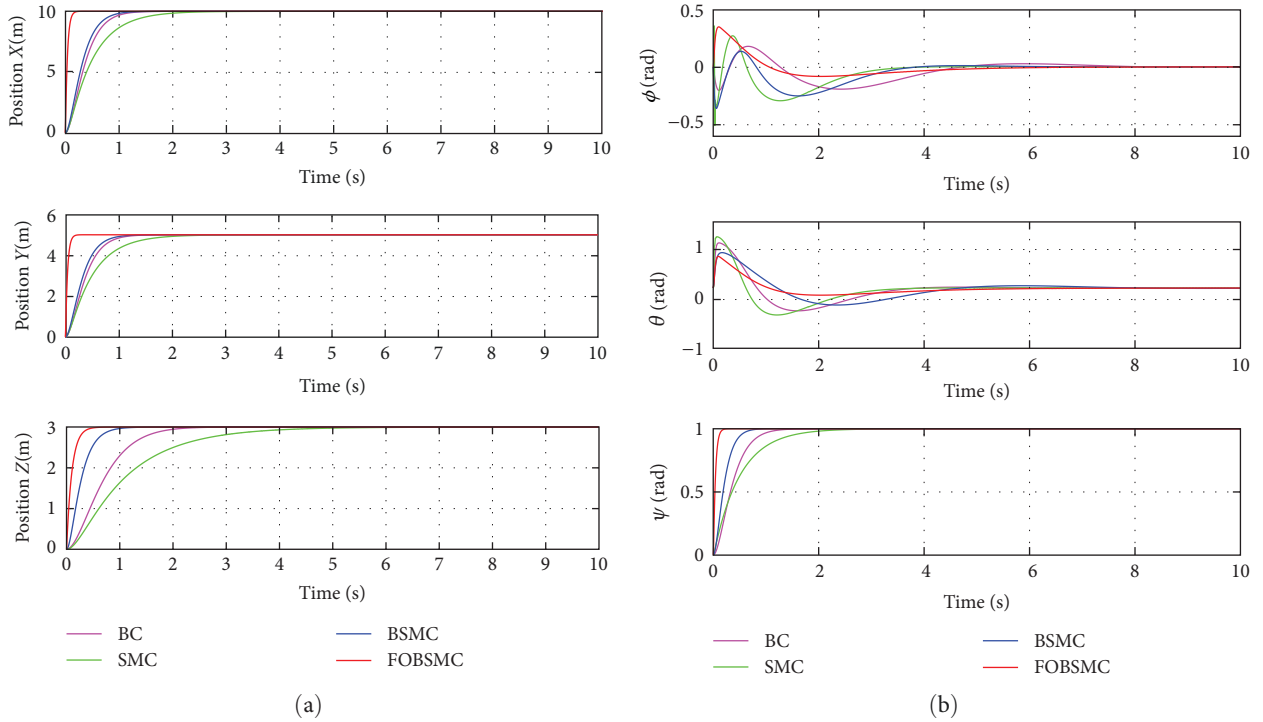 Position X(m)
10
5
0
0 1 2 3 4 5 6 7 8 9 10
Time (s)
Position Y(m)
6
4
2
0
0 1 2 3 4 5 6 7 8 9 10
Time (s)
Position Z(m)
3
2
1
0
0 1 2 3 4 5 6 7 8 9 10
Time (s)
BC
BSMC
SMC
FOBSMC
(a)
ϕ (rad)
0.5
0
−0.5
0 2 4 6 8 10
Time (s)
θ (rad)
1
0
−1
0 2 4 6 8 10
Time (s)
ψ (rad)
1
0.5
0
0 2 4 6 8 10
Time (s)
BC
BSMC
SMC
FOBSMC
(b)